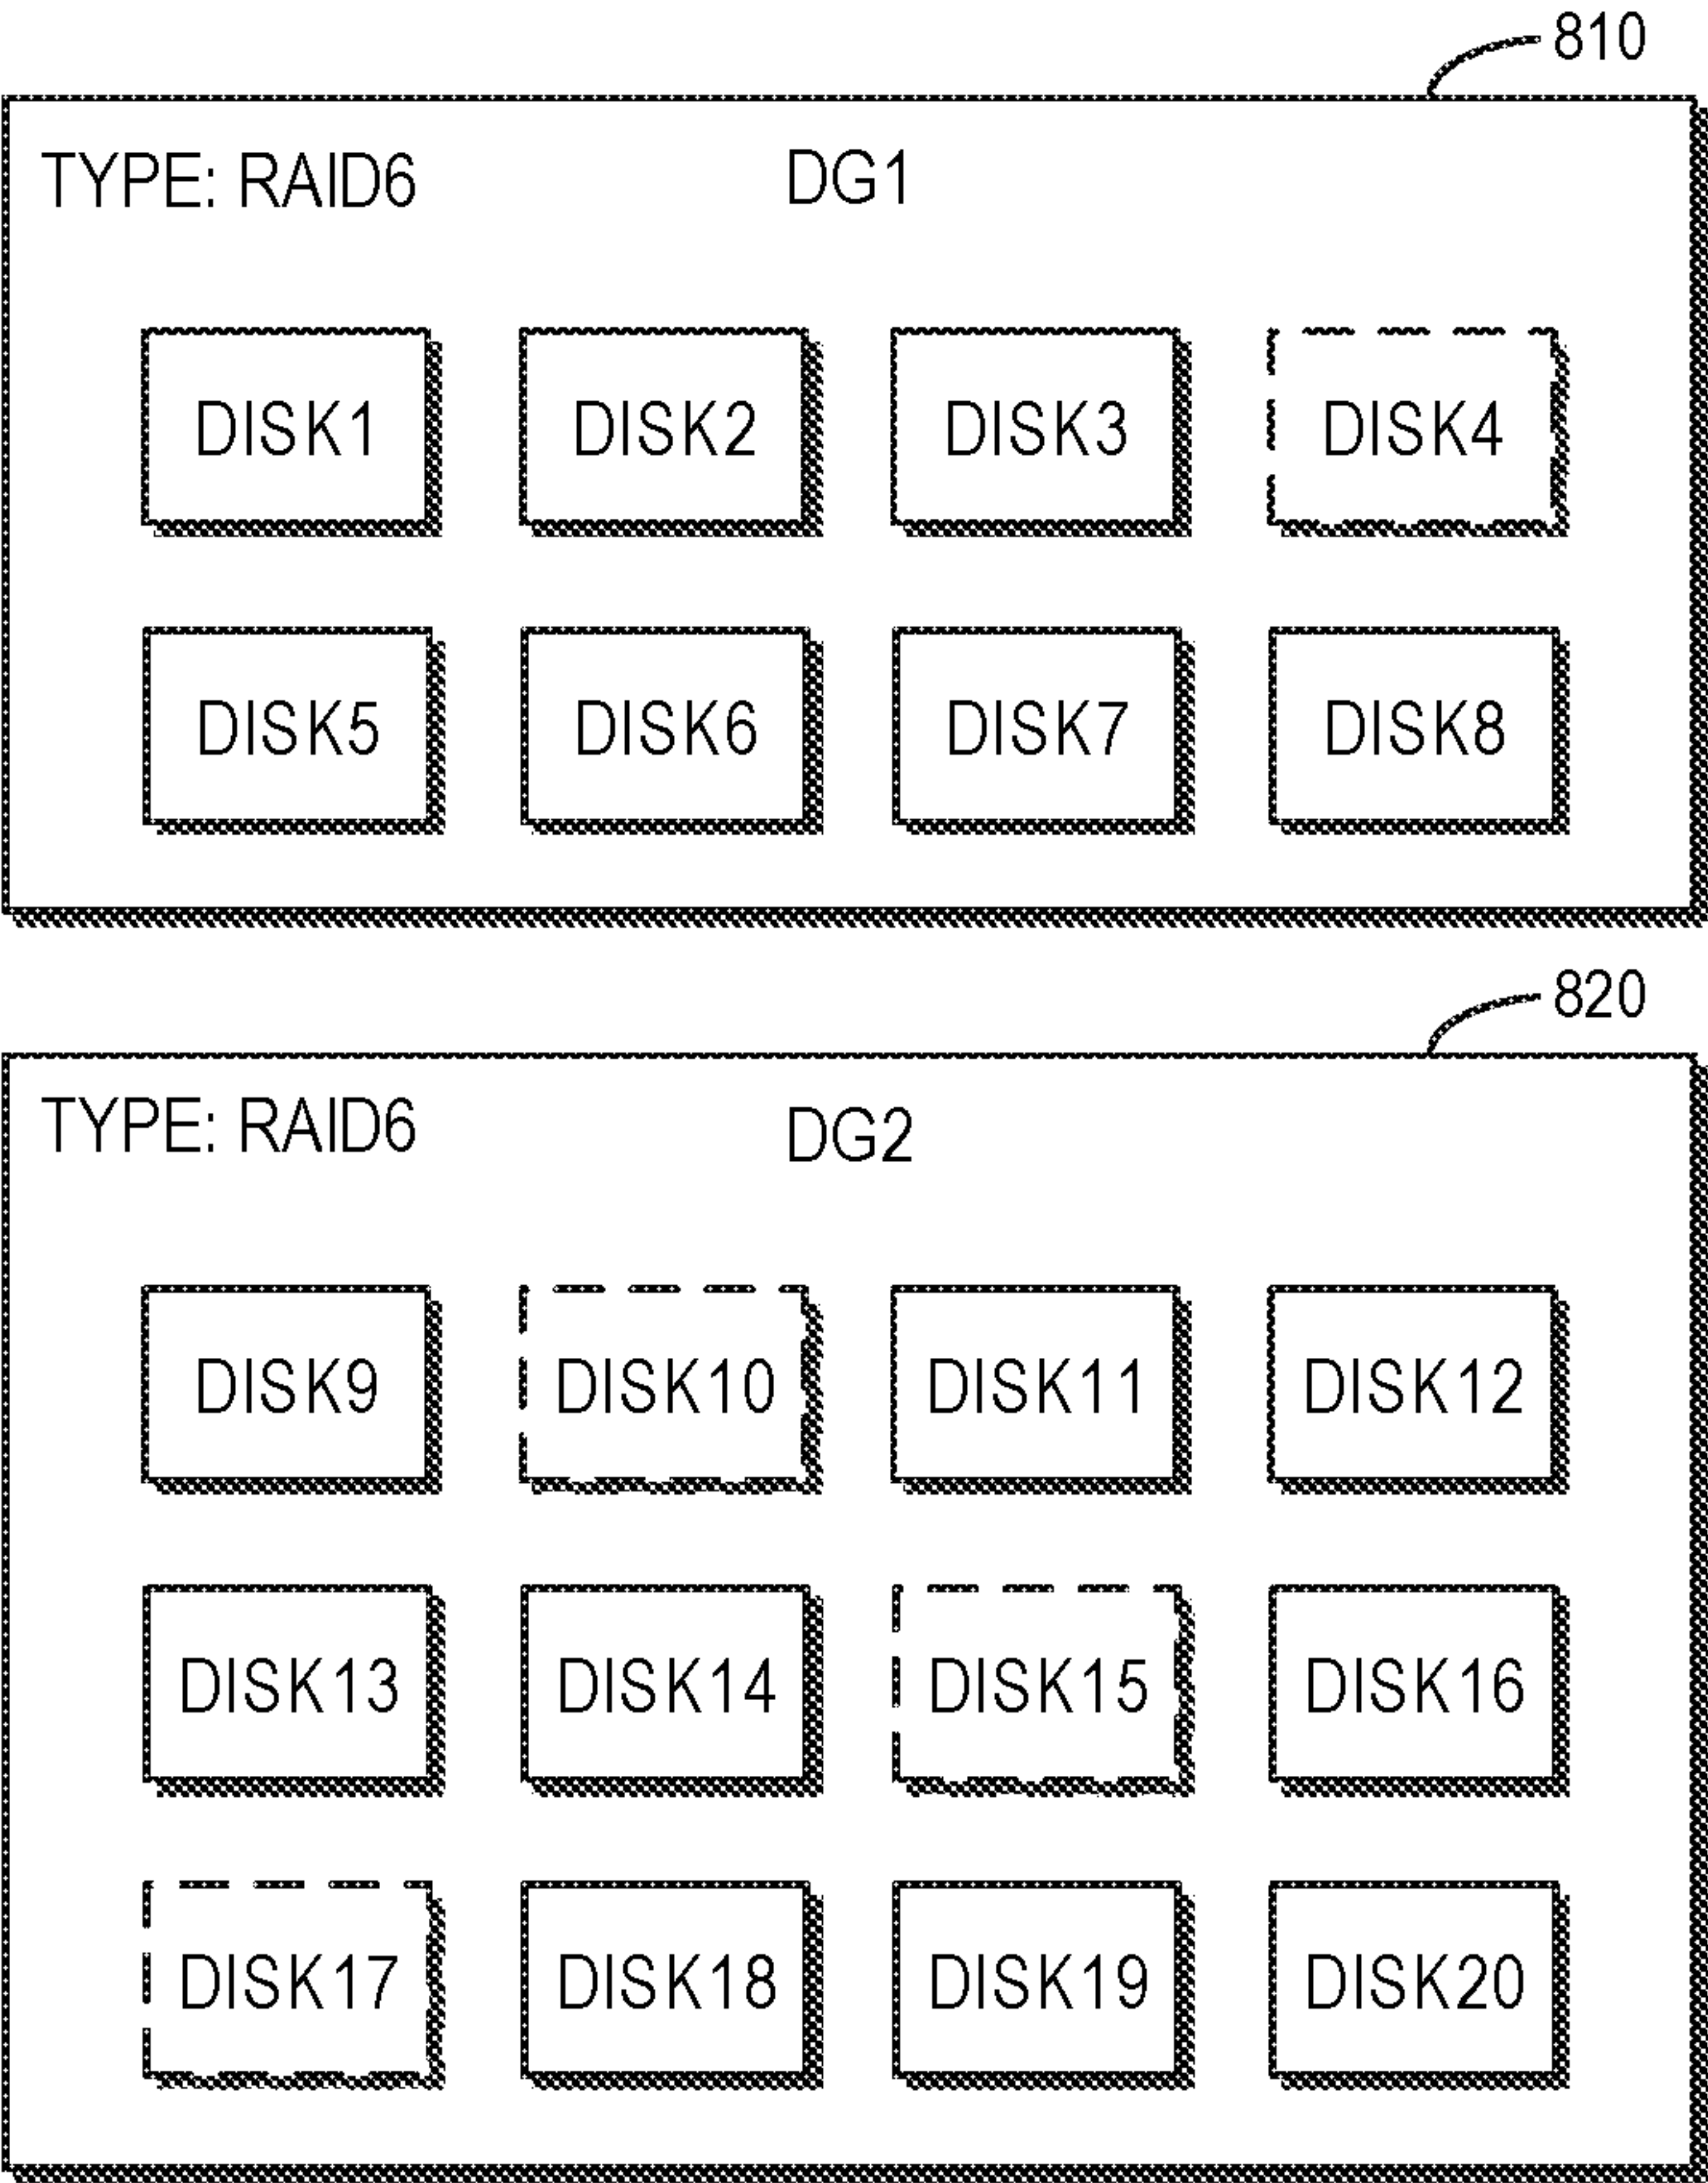 810
TYPE: RAID6 DG1
DISK1 DISK2 DISK3 DISK4
DISK5 DISK6 DISK7 DISK8
820
TYPE: RAID6 DG2
DISK9 DISK10 DISK11 DISK12
DISK13 DISK14 DISK15 DISK16
DISK17 DISK18 DISK19 DISK20